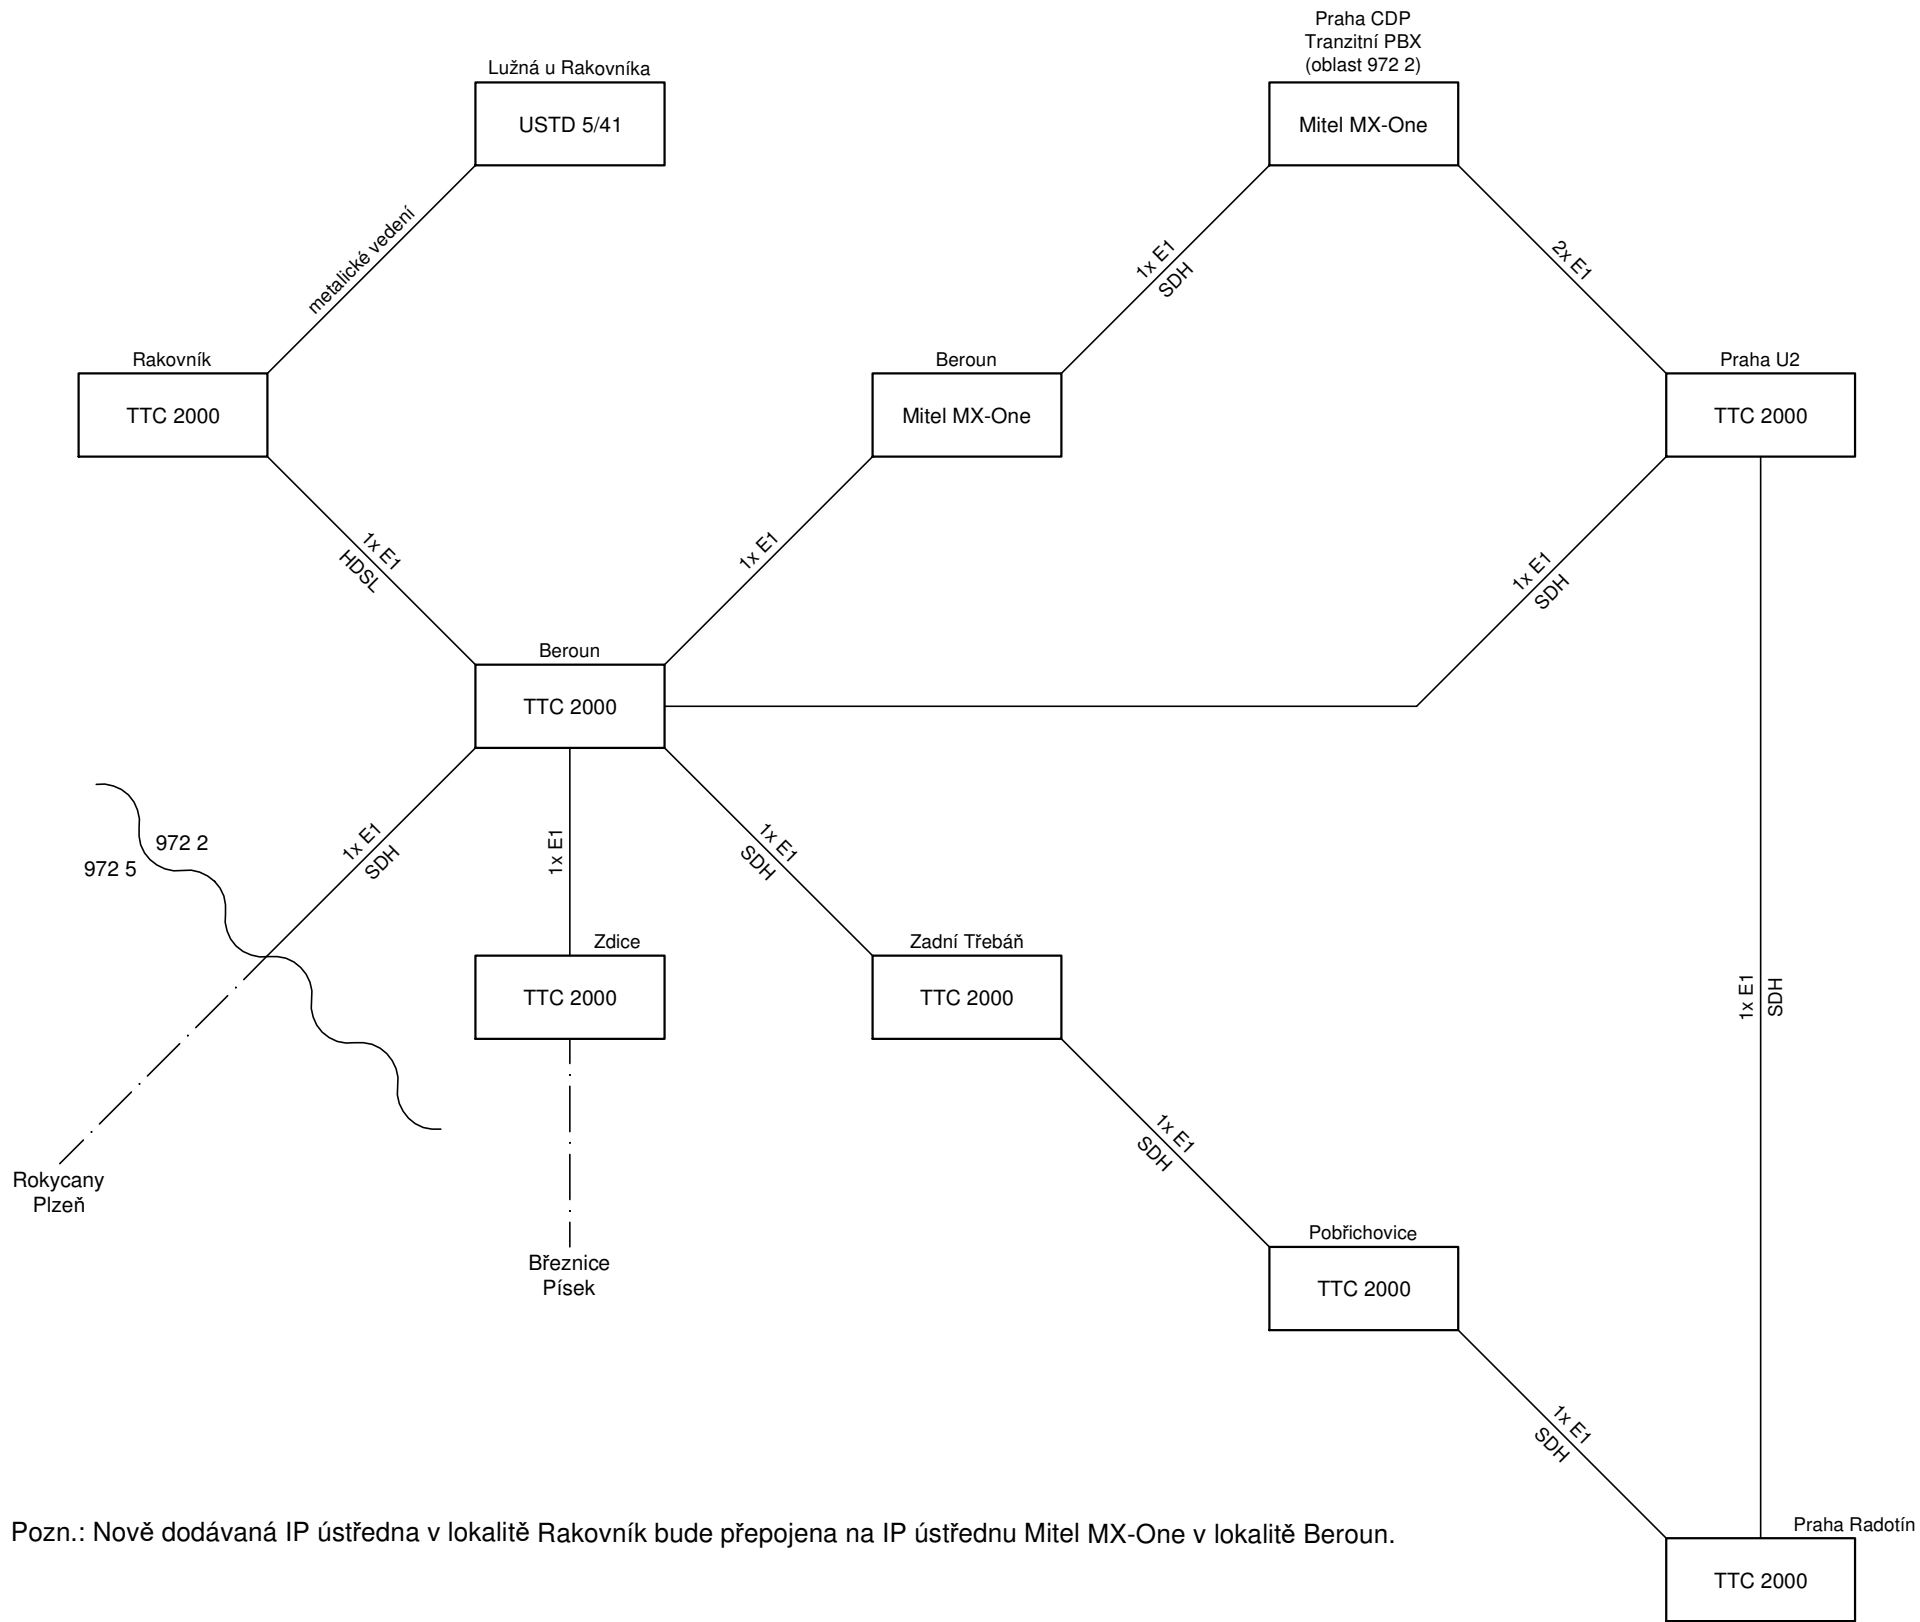 Praha CDP
Tranzitní PBX
(oblast 972 2)
Lužná u Rakovníka
USTD 5/41
Mitel MX-One
metalické vedení
1x E1
SDH
2x E1
Rakovník
TTC 2000
Beroun
Mitel MX-One
Praha U2
TTC 2000
1x E1
HDSL
1x E1
1x E1
SDH
Beroun
TTC 2000
972 2
972 5
1x E1
SDH
1x E1
1x E1
SDH
Zdice
TTC 2000
Zadní Třebáň
TTC 2000
1x E1
SDH
1x E1
SDH
Rokycany
Plzeň
Březnice
Písek
Pobřichovice
TTC 2000
1x E1
SDH
Pozn.: Nově dodávaná IP ústředna v lokalitě Rakovník bude přepojena na IP ústřednu Mitel MX-One v lokalitě Beroun.
Praha Radotín
TTC 2000